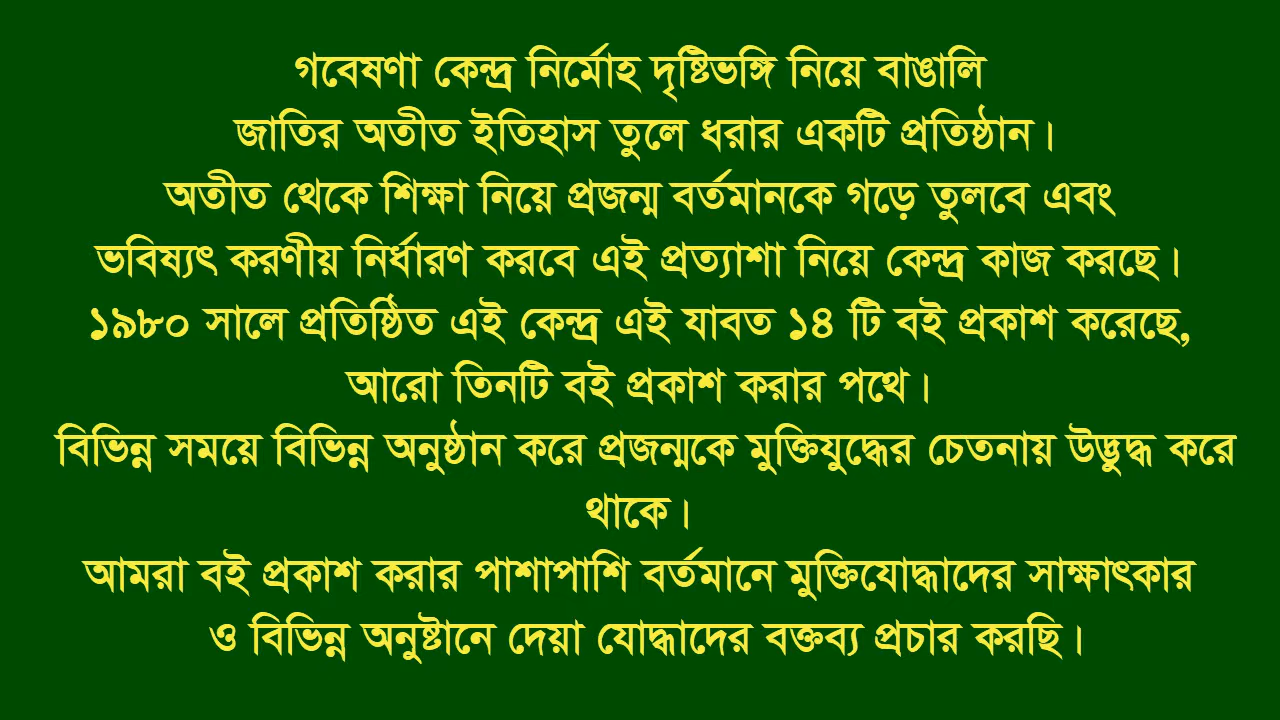 গবেষণা কেন্দ্র নির্মোহ দৃষ্টিভঙ্গি নিয়ে বাঙালি
জাতির অতীত ইতিহাস তুলে ধরার একটি প্রতিষ্ঠান।
অতীত থেকে শিক্ষা নিয়ে প্রজন্ম বর্তমানকে গড়ে তুলবে এবং
ভবিষ্যৎ করণীয় নির্ধারণ করবে এই প্রত্যাশা নিয়ে কেন্দ্র কাজ করছে।
১৯৮০ সালে প্রতিষ্ঠিত এই কেন্দ্র এই যাবত ১৪ টি বই প্রকাশ করেছে,
আরো তিনটি বই প্রকাশ করার পথে।
বিভিন্ন সময়ে বিভিন্ন অনুষ্ঠান করে প্রজন্মকে মুক্তিযুদ্ধের চেতনায় উদ্ভুদ্ধ করে
থাকে।
আমরা বই প্রকাশ করার পাশাপাশি বর্তমানে মুক্তিযোদ্ধাদের সাক্ষাৎকার
ও বিভিন্ন অনুষ্টানে দেয়া যোদ্ধাদের বক্তব্য প্রচার করছি।